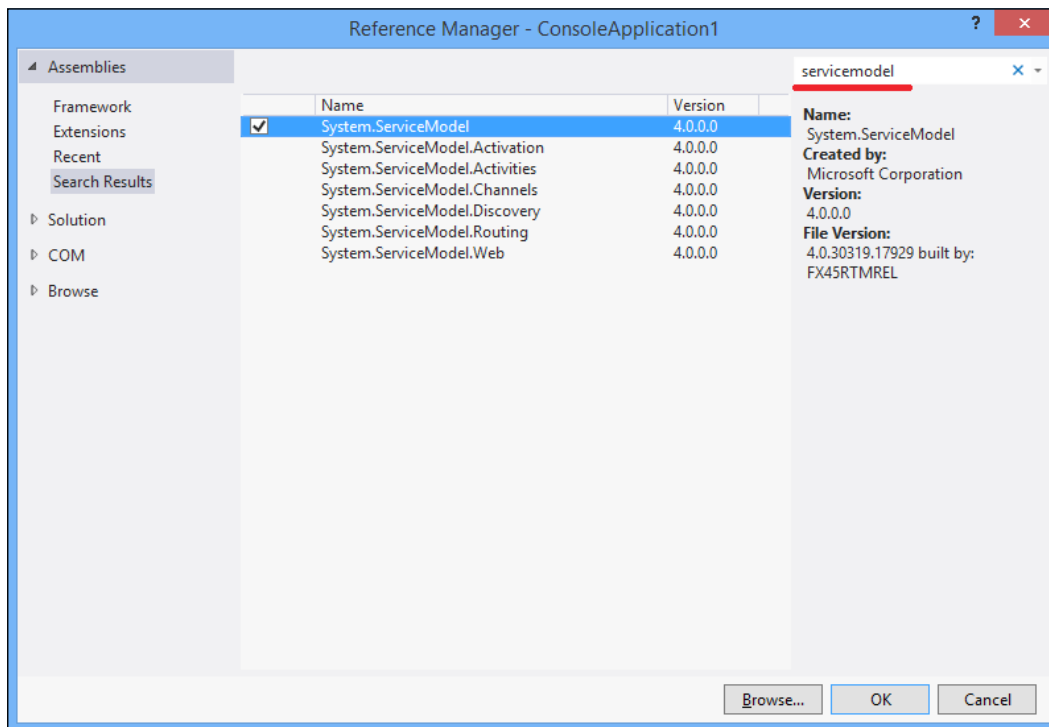 Reference Manager - ConsoleApplication1
?
Assemblies
Framework
Extensions
Recent
Search Results
Solution
COM
Browse
Name Version
System.ServiceModel 4.0.0.0
System.ServiceModel.Activation 4.0.0.0
System.ServiceModel.Activities 4.0.0.0
System.ServiceModel.Channels 4.0.0.0
System.ServiceModel.Discovery 4.0.0.0
System.ServiceModel.Routing 4.0.0.0
System.ServiceModel.Web 4.0.0.0
servicemodel
Name:
System.ServiceModel
Created by:
Microsoft Corporation
Version:
4.0.0.0
File Version:
4.0.30319.17929 built by:
FX45RTMREL
Browse... OK Cancel